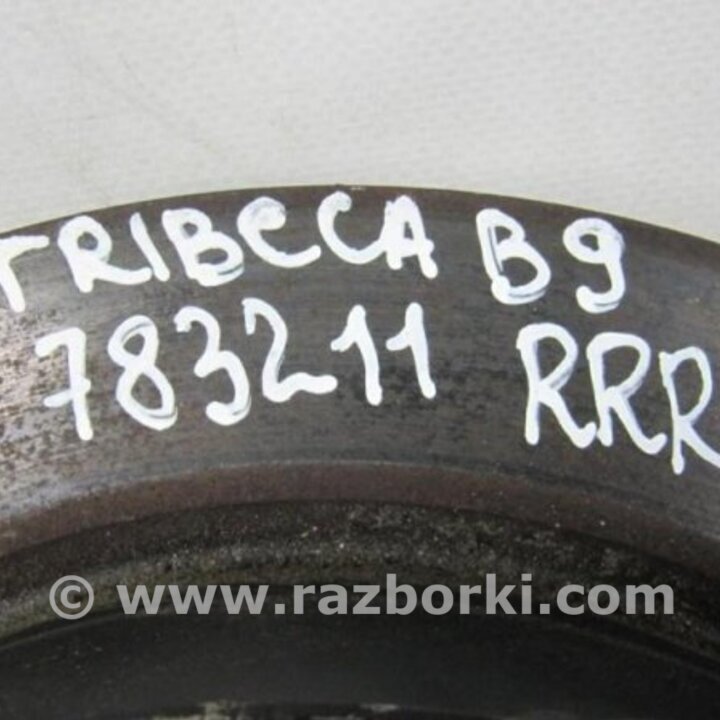 TRIBECA B9
783211 RRR
© www.razborki.com